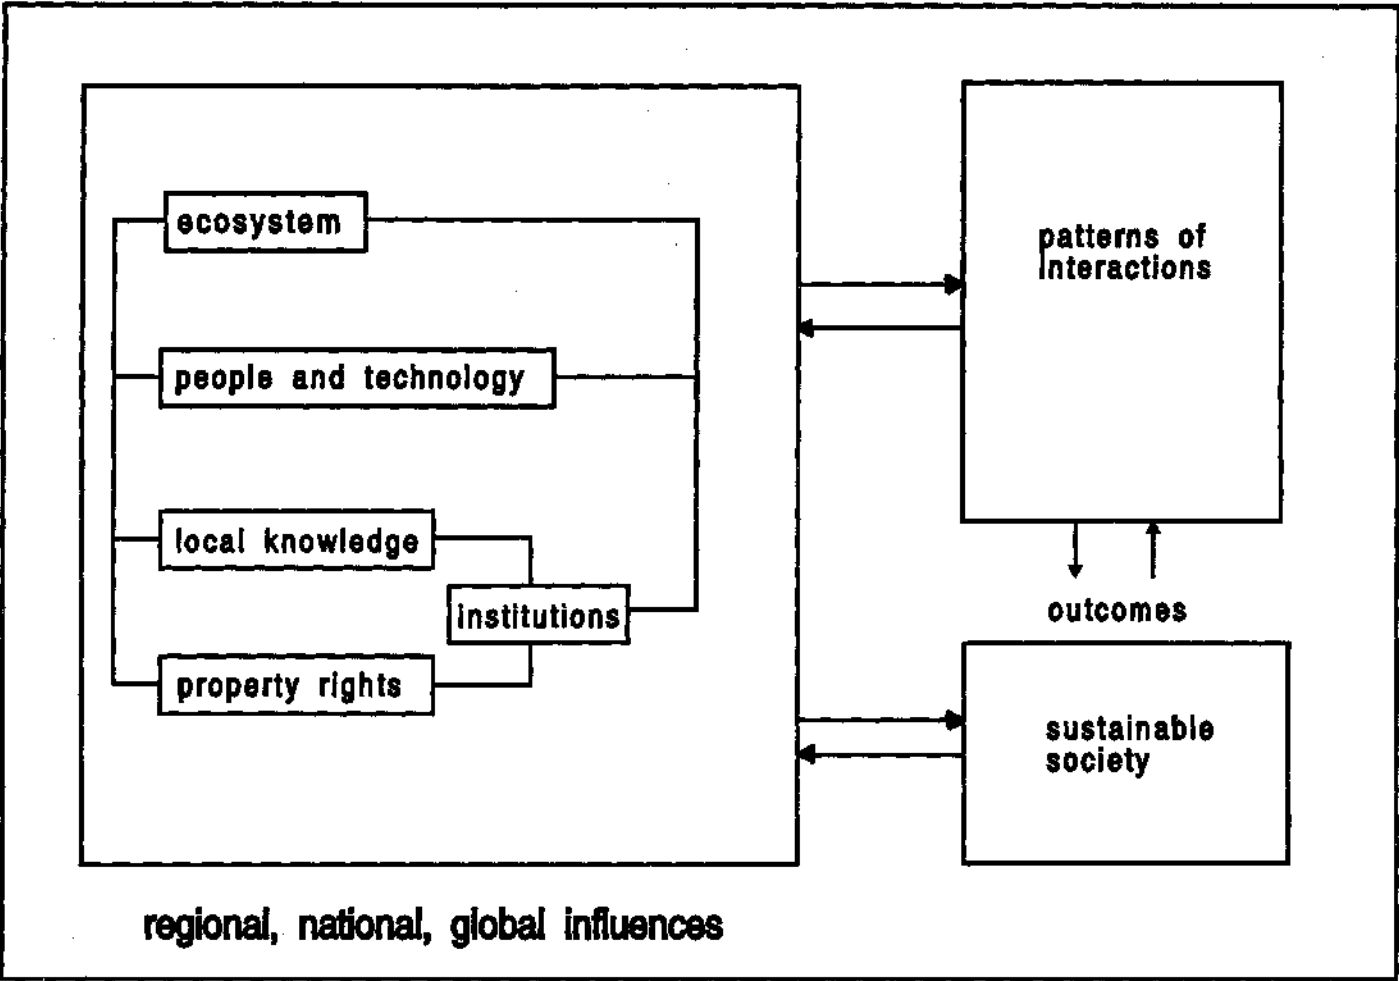 ecosystem
people and technology
local knowledge
institutions
property rights
patterns of
interactions
outcomes
sustainable
society
regional, national, global influences